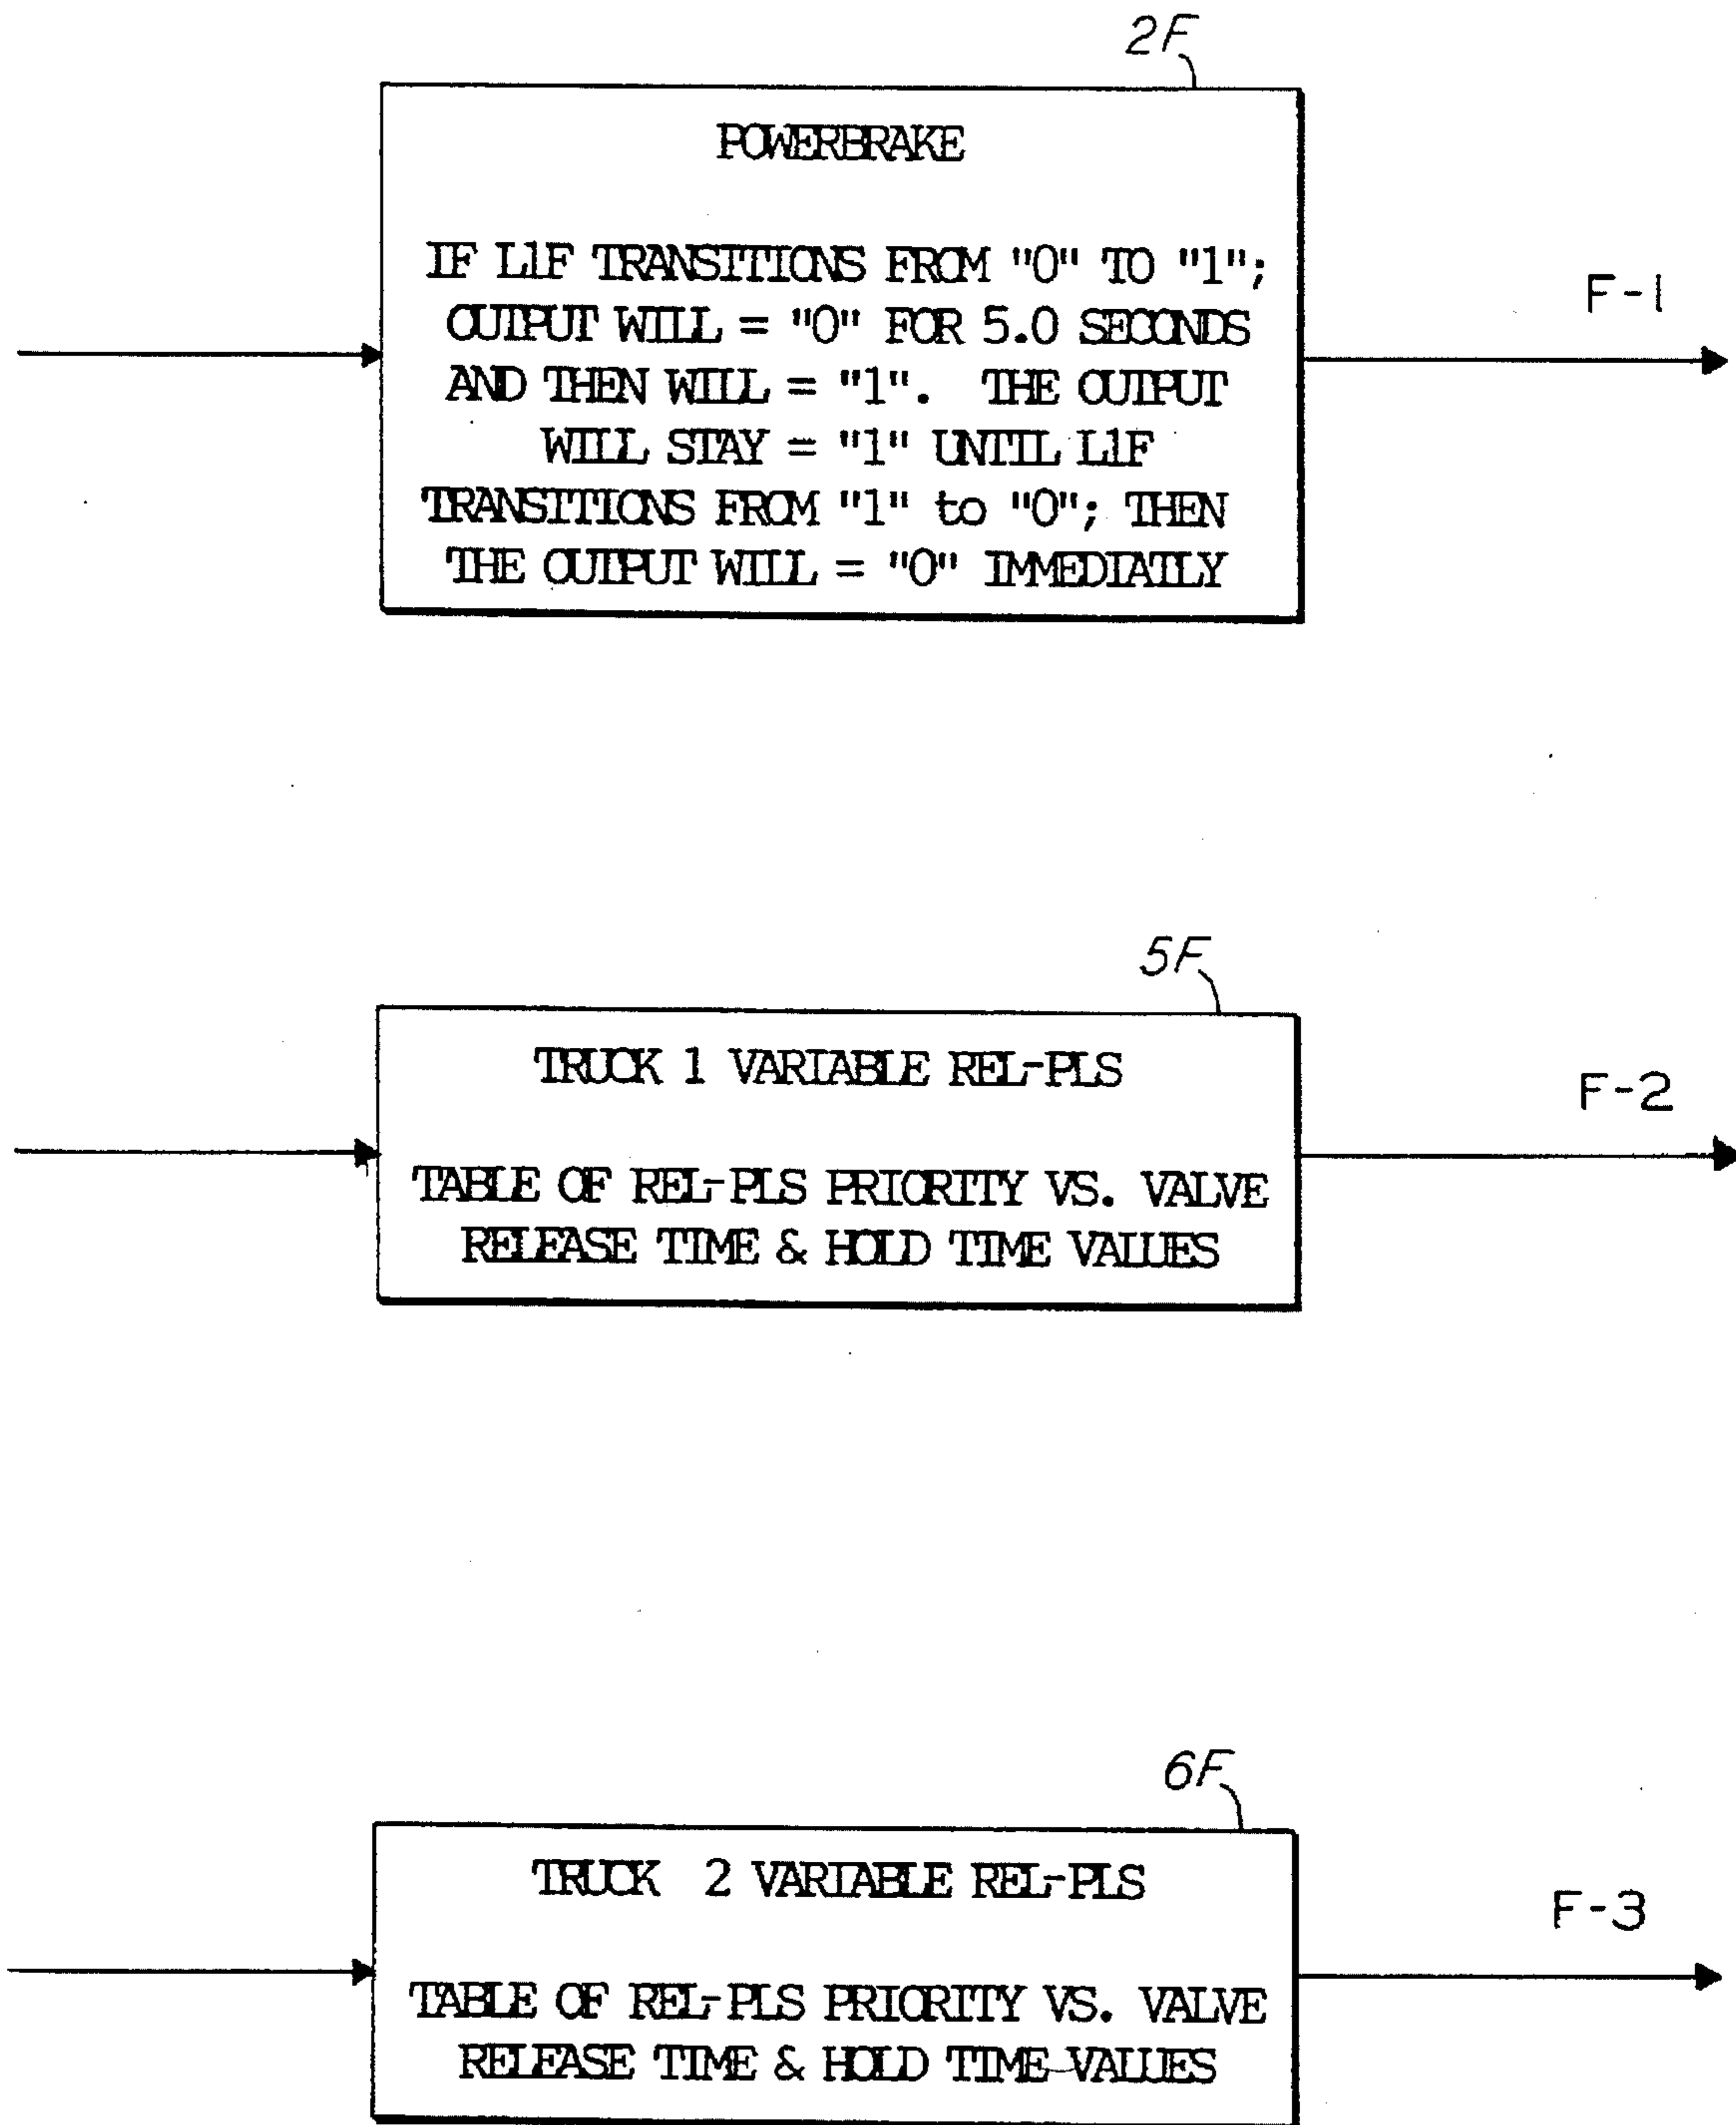 2F
POWERBRAKE
IF L1F TRANSITIONS FROM "0" TO "1";
OUTPUT WILL = "0" FOR 5.0 SECONDS
AND THEN WILL = "1". THE OUTPUT
WILL STAY = "1" UNTIL L1F
TRANSITIONS FROM "1" to "0"; THEN
THE OUTPUT WILL = "0" IMMEDIATLY
F-1
5F
TRUCK 1 VARIABLE REL-PLS
TABLE OF REL-PLS PRIORITY VS. VALVE
RELEASE TIME & HOLD TIME VALUES
F-2
6F
TRUCK 2 VARIABLE REL-PLS
TABLE OF REL-PLS PRIORITY VS. VALVE
RELEASE TIME & HOLD TIME VALUES
F-3